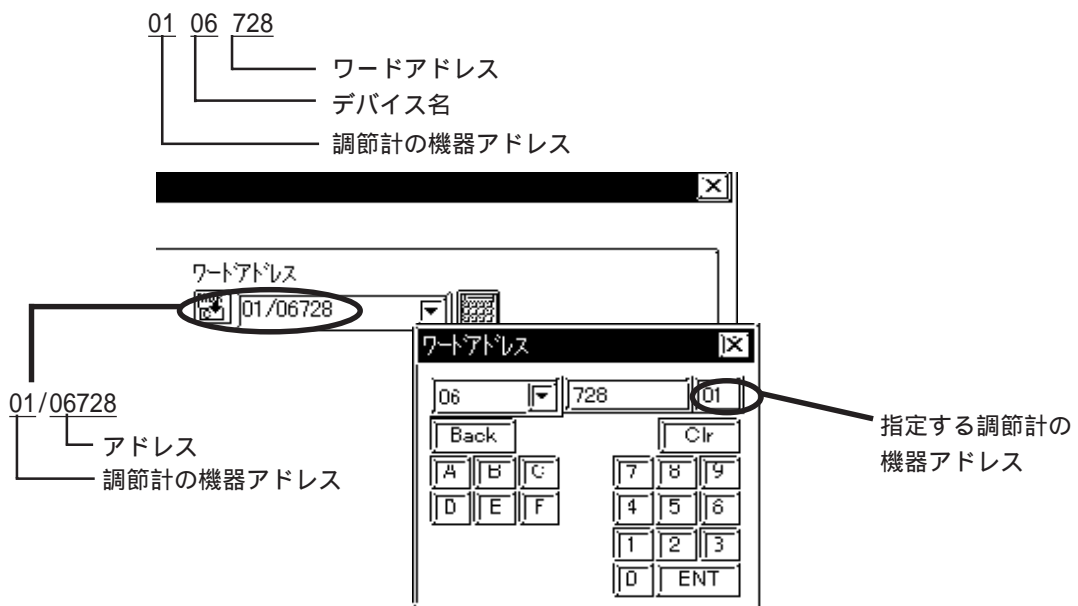 01 06 728
ワードアドレス
デバイス名
調節計の機器アドレス
ワードアドレス
01/06728
ワードアドレス
06 728 01
Back Clr
A B C 7 8 9
D E F 4 5 6
1 2 3
0 ENT
01/06728
アドレス
調節計の機器アドレス
指定する調節計の
機器アドレス